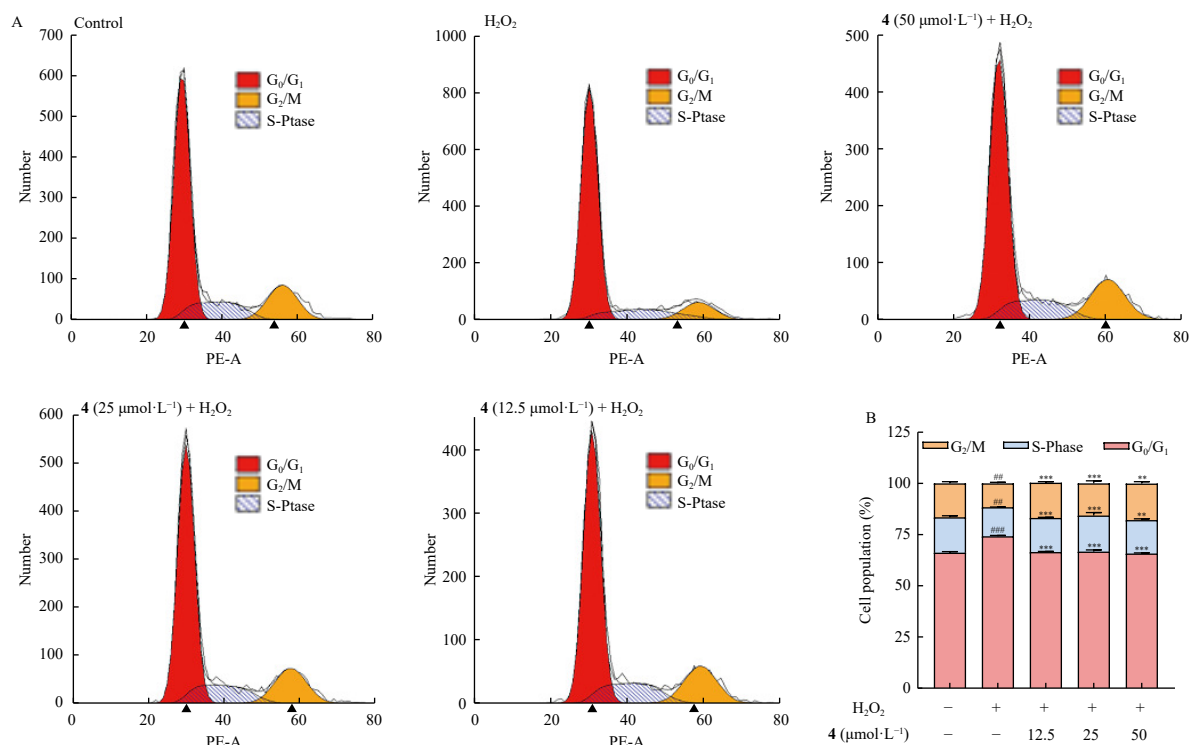 A
Control
700
600
500
400
300
200
100
0
Number
0 20 40 60 80
PE-A
G₀/G₁
G₂/M
S-Ptase
H₂O₂
1000
800
600
400
200
0
Number
0 20 40 60 80
PE-A
G₀/G₁
G₂/M
S-Ptase
4 (50 μmol·L⁻¹) + H₂O₂
500
400
300
200
100
0
Number
0 20 40 60 80
PE-A
G₀/G₁
G₂/M
S-Ptase
4 (25 μmol·L⁻¹) + H₂O₂
600
500
400
300
200
100
0
Number
0 20 40 60 80
PE-A
G₀/G₁
G₂/M
S-Ptase
4 (12.5 μmol·L⁻¹) + H₂O₂
400
300
200
100
0
Number
0 20 40 60 80
PE-A
G₀/G₁
G₂/M
S-Ptase
B
125
100
75
50
25
0
Cell population (%)
G₂/M S-Phase G₀/G₁
## *** *** **
## *** *** **
### *** *** ***
H₂O₂ − + + + +
4 (μmol·L⁻¹) − − 12.5 25 50